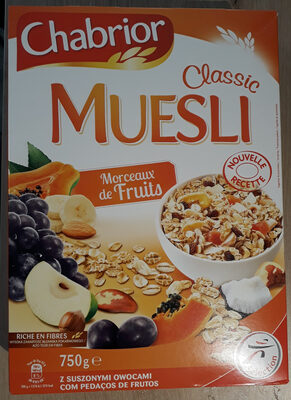 Chabrior
Classic
MUESLI
Morceaux
de Fruits
NOUVELLE
RECETTE
RICHE EN FIBRES
750g e
Z SUSZONYMI OWOCAMI
COM PEDAÇOS DE FRUTOS